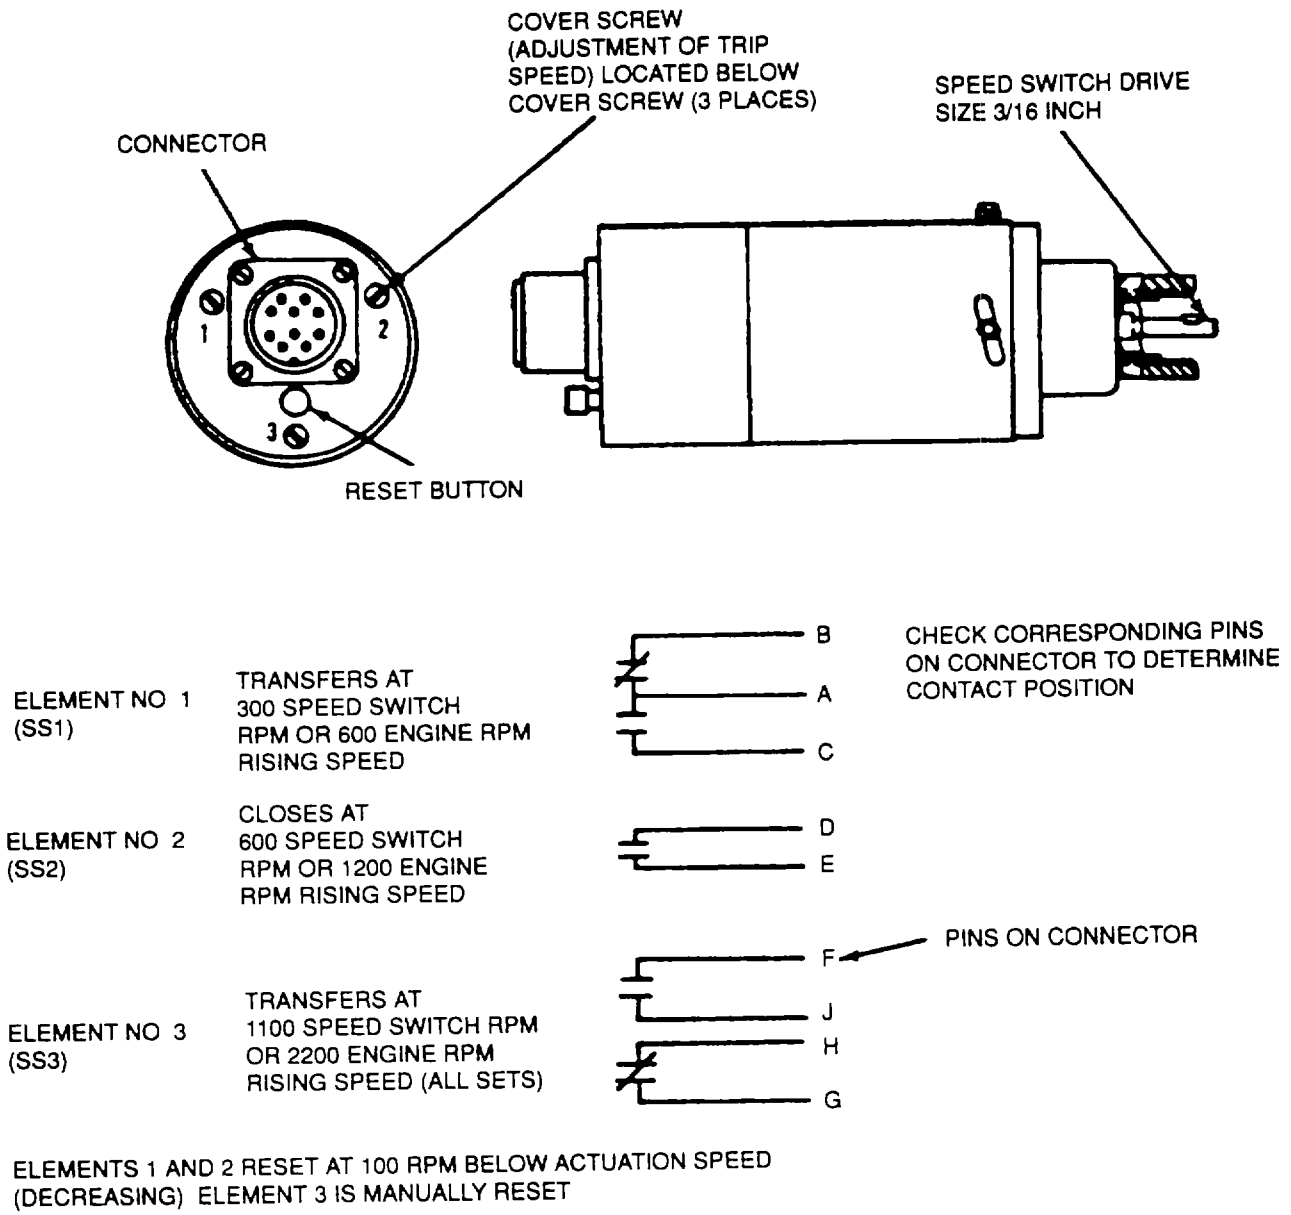 COVER SCREW
(ADJUSTMENT OF TRIP
SPEED) LOCATED BELOW
COVER SCREW (3 PLACES)
SPEED SWITCH DRIVE
SIZE 3/16 INCH
CONNECTOR
1
2
3
RESET BUTTON
ELEMENT NO 1
(SS1)
TRANSFERS AT
300 SPEED SWITCH
RPM OR 600 ENGINE RPM
RISING SPEED
B
A
C
CHECK CORRESPONDING PINS
ON CONNECTOR TO DETERMINE
CONTACT POSITION
ELEMENT NO 2
(SS2)
CLOSES AT
600 SPEED SWITCH
RPM OR 1200 ENGINE
RPM RISING SPEED
D
E
ELEMENT NO 3
(SS3)
TRANSFERS AT
1100 SPEED SWITCH RPM
OR 2200 ENGINE RPM
RISING SPEED (ALL SETS)
F
J
H
G
PINS ON CONNECTOR
ELEMENTS 1 AND 2 RESET AT 100 RPM BELOW ACTUATION SPEED
(DECREASING) ELEMENT 3 IS MANUALLY RESET